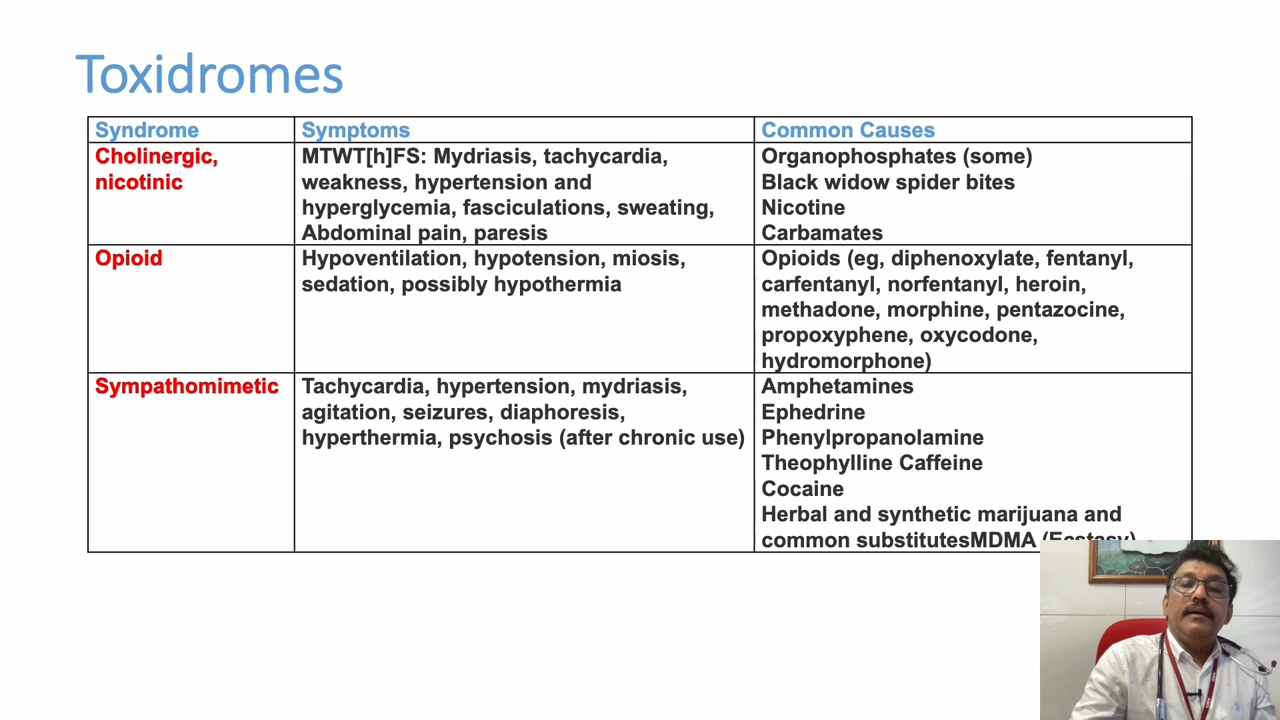 Toxidromes
Syndrome
Symptoms
Common Causes
Cholinergic,
nicotinic
MTWT[h]FS: Mydriasis, tachycardia,
weakness, hypertension and
hyperglycemia, fasciculations, sweating,
Abdominal pain, paresis
Organophosphates (some)
Black widow spider bites
Nicotine
Carbamates
Opioid
Hypoventilation, hypotension, miosis,
sedation, possibly hypothermia
Opioids (eg, diphenoxylate, fentanyl,
carfentanyl, norfentanyl, heroin,
methadone, morphine, pentazocine,
propoxyphene, oxycodone,
hydromorphone)
Sympathomimetic
Tachycardia, hypertension, mydriasis,
agitation, seizures, diaphoresis,
hyperthermia, psychosis (after chronic use)
Amphetamines
Ephedrine
Phenylpropanolamine
Theophylline Caffeine
Cocaine
Herbal and synthetic marijuana and
common substitutesMDMA (Ecstasy)